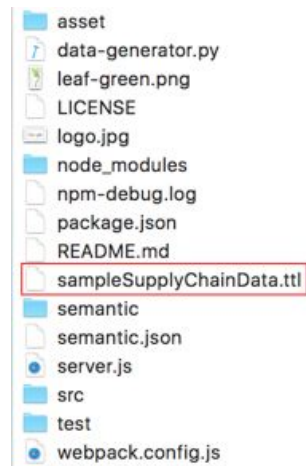 asset
data-generator.py
leaf-green.png
LICENSE
logo.jpg
node_modules
npm-debug.log
package.json
README.md
sampleSupplyChainData.ttl
semantic
semantic.json
server.js
src
test
webpack.config.js